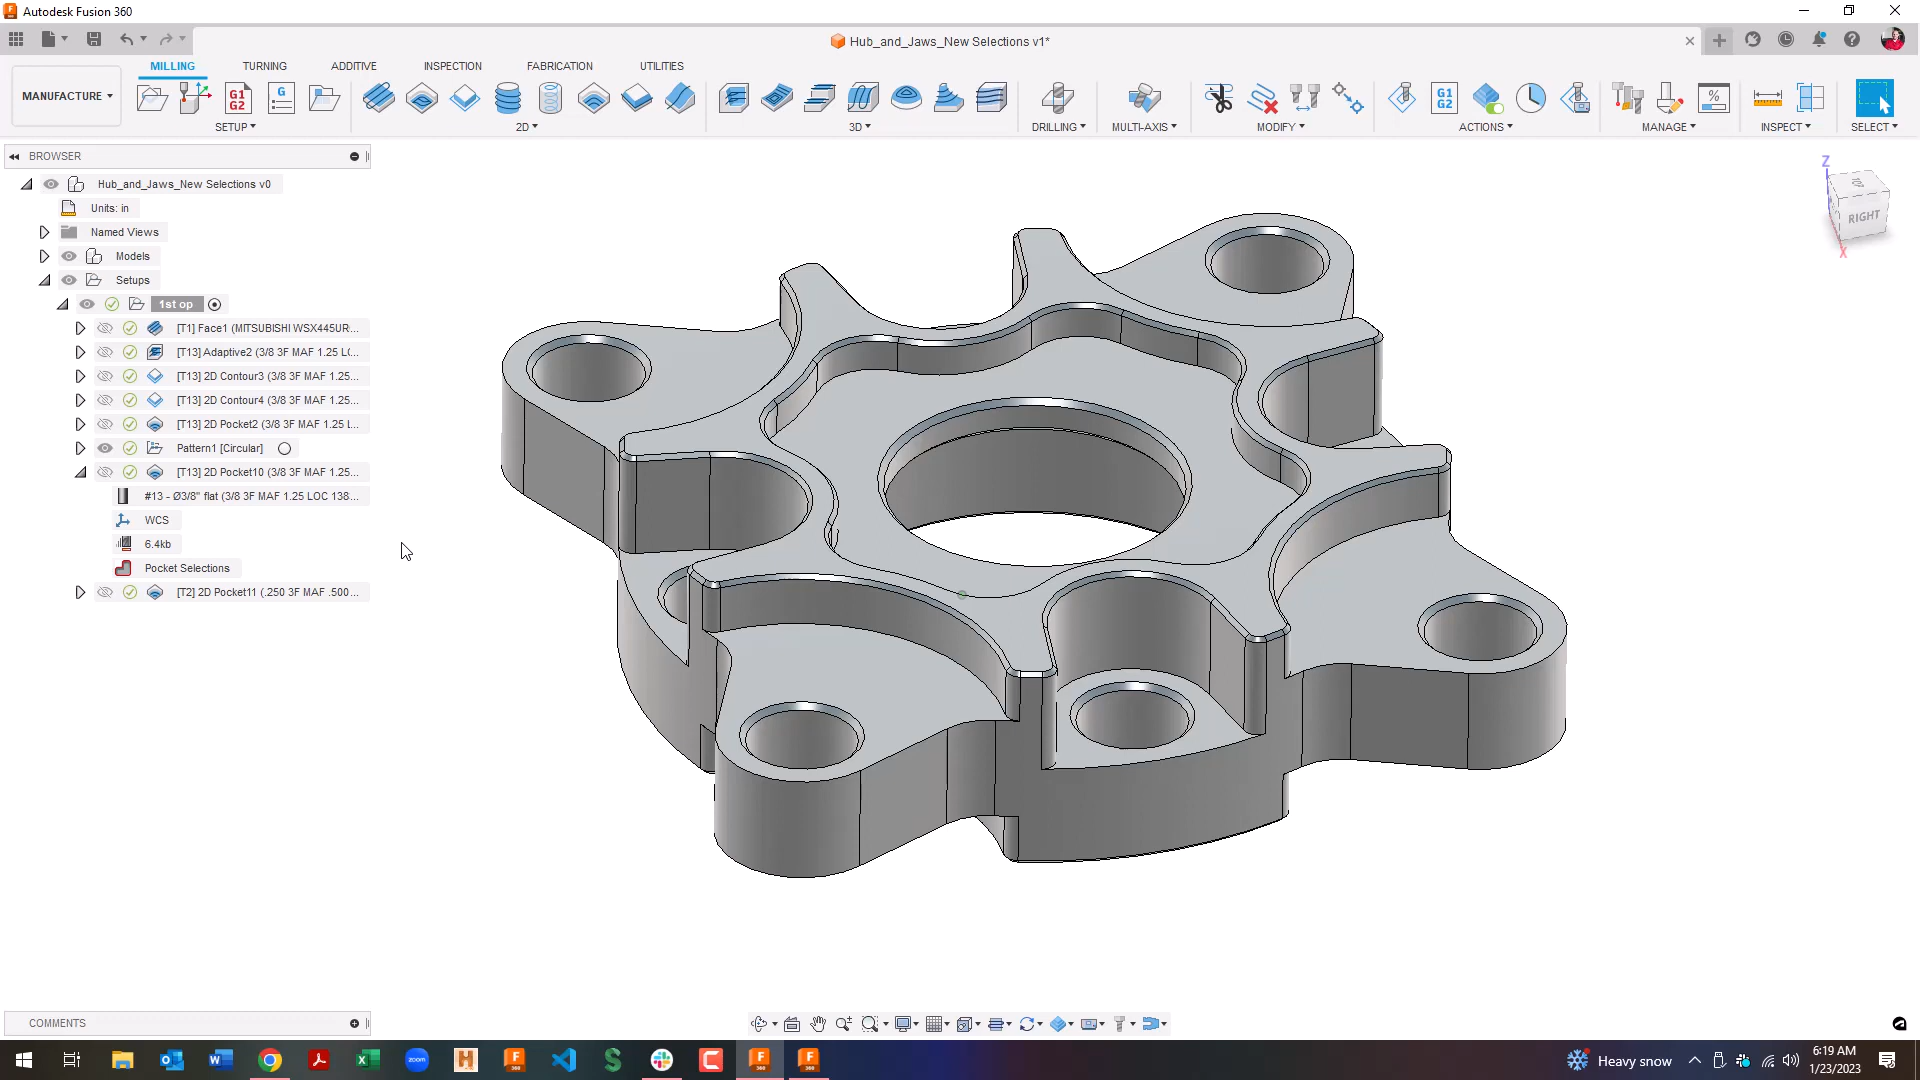 Autodesk Fusion 360
Hub_and_Jaws_New Selections v1*
MILLING TURNING ADDITIVE INSPECTION FABRICATION UTILITIES
MANUFACTURE
G1 G2 G G1 G2 %
SETUP 2D 3D DRILLING MULTI-AXIS MODIFY ACTIONS MANAGE INSPECT SELECT
BROWSER
Hub_and_Jaws_New Selections v0
Units: in
Named Views
Models
Setups
1st op
[T1] Face1 (MITSUBISHI WSX445UR...
[T13] Adaptive2 (3/8 3F MAF 1.25 LC...
[T13] 2D Contour3 (3/8 3F MAF 1.25...
[T13] 2D Contour4 (3/8 3F MAF 1.25...
[T13] 2D Pocket2 (3/8 3F MAF 1.25 L...
Pattern1 [Circular]
[T13] 2D Pocket10 (3/8 3F MAF 1.25...
#13 - Ø3/8" flat (3/8 3F MAF 1.25 LOC 138...
WCS
6.4kb
Pocket Selections
[T2] 2D Pocket11 (.250 3F MAF .500...
Z
TOP
RIGHT
X
COMMENTS
Heavy snow
6:19 AM
1/23/2023